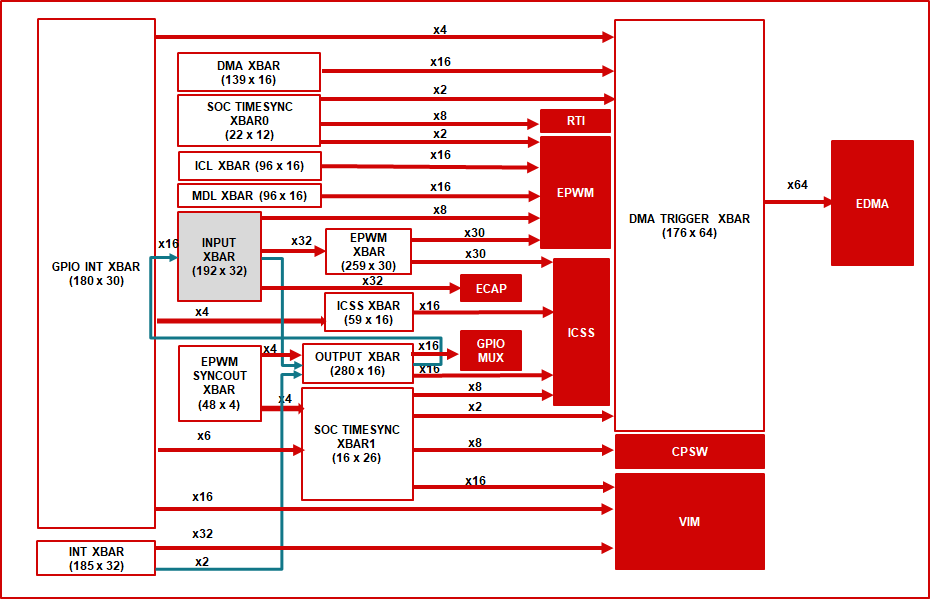 x4
DMA XBAR
(139 x 16)
x16
x2
SOC TIMESYNC
XBAR0
(22 x 12)
x8
x2
RTI
ICL XBAR (96 x 16)
x16
MDL XBAR (96 x 16)
x16
EPWM
x64
EDMA
DMA TRIGGER XBAR
(176 x 64)
x8
x16
INPUT
XBAR
(192 x 32)
x32
EPWM
XBAR
(259 x 30)
x30
x30
GPIO INT XBAR
(180 x 30)
x32
ECAP
x4
ICSS XBAR
(59 x 16)
x16
ICSS
EPWM
SYNCOUT
XBAR
(48 x 4)
x4
OUTPUT XBAR
(280 x 16)
x16
GPIO
MUX
x16
x4
SOC TIMESYNC
XBAR1
(16 x 26)
x8
x2
x6
x8
CPSW
x16
x16
VIM
INT XBAR
(185 x 32)
x32
x2